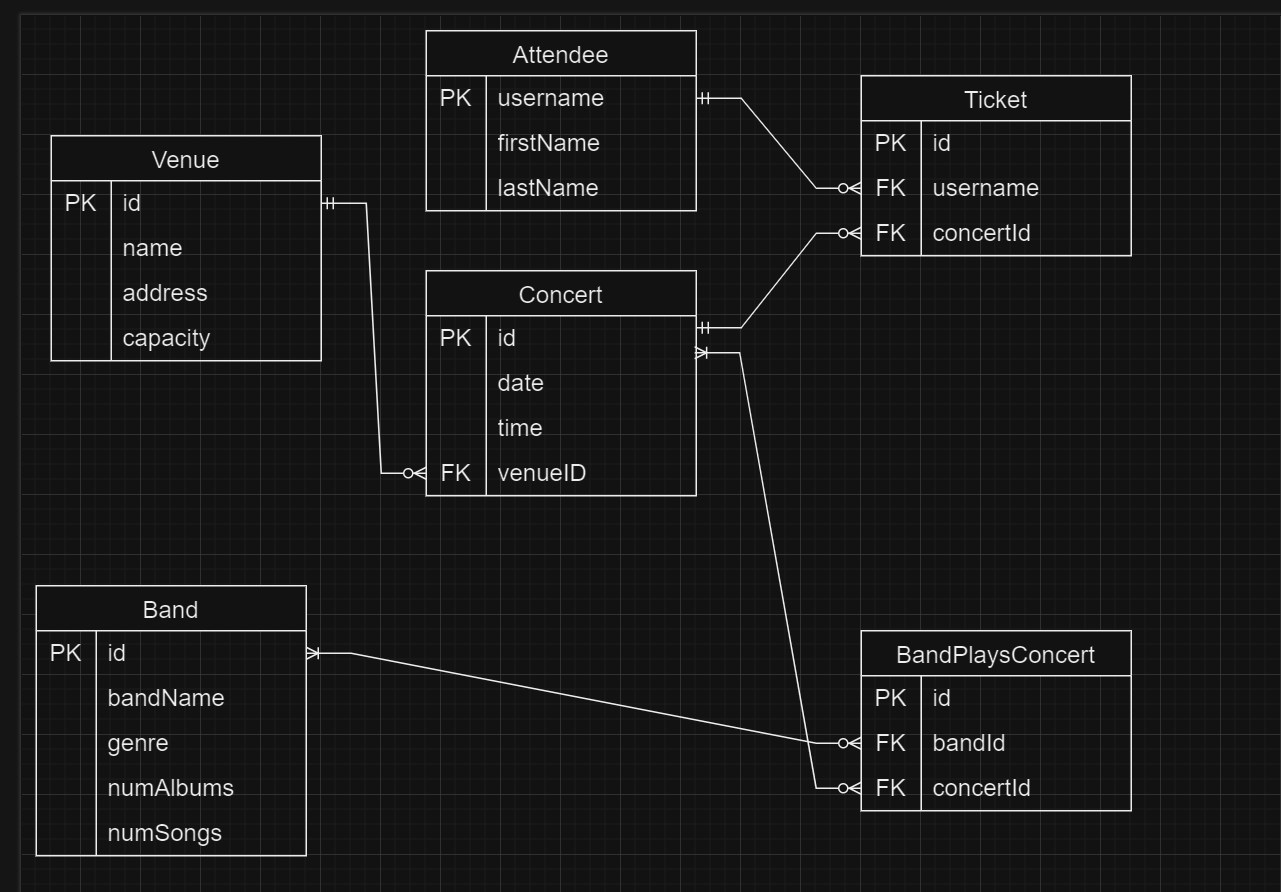 Attendee
PK username
firstName
lastName
Ticket
PK id
FK username
FK concertId
Venue
PK id
name
address
capacity
Concert
PK id
date
time
FK venueID
Band
PK id
bandName
genre
numAlbums
numSongs
BandPlaysConcert
PK id
FK bandId
FK concertId